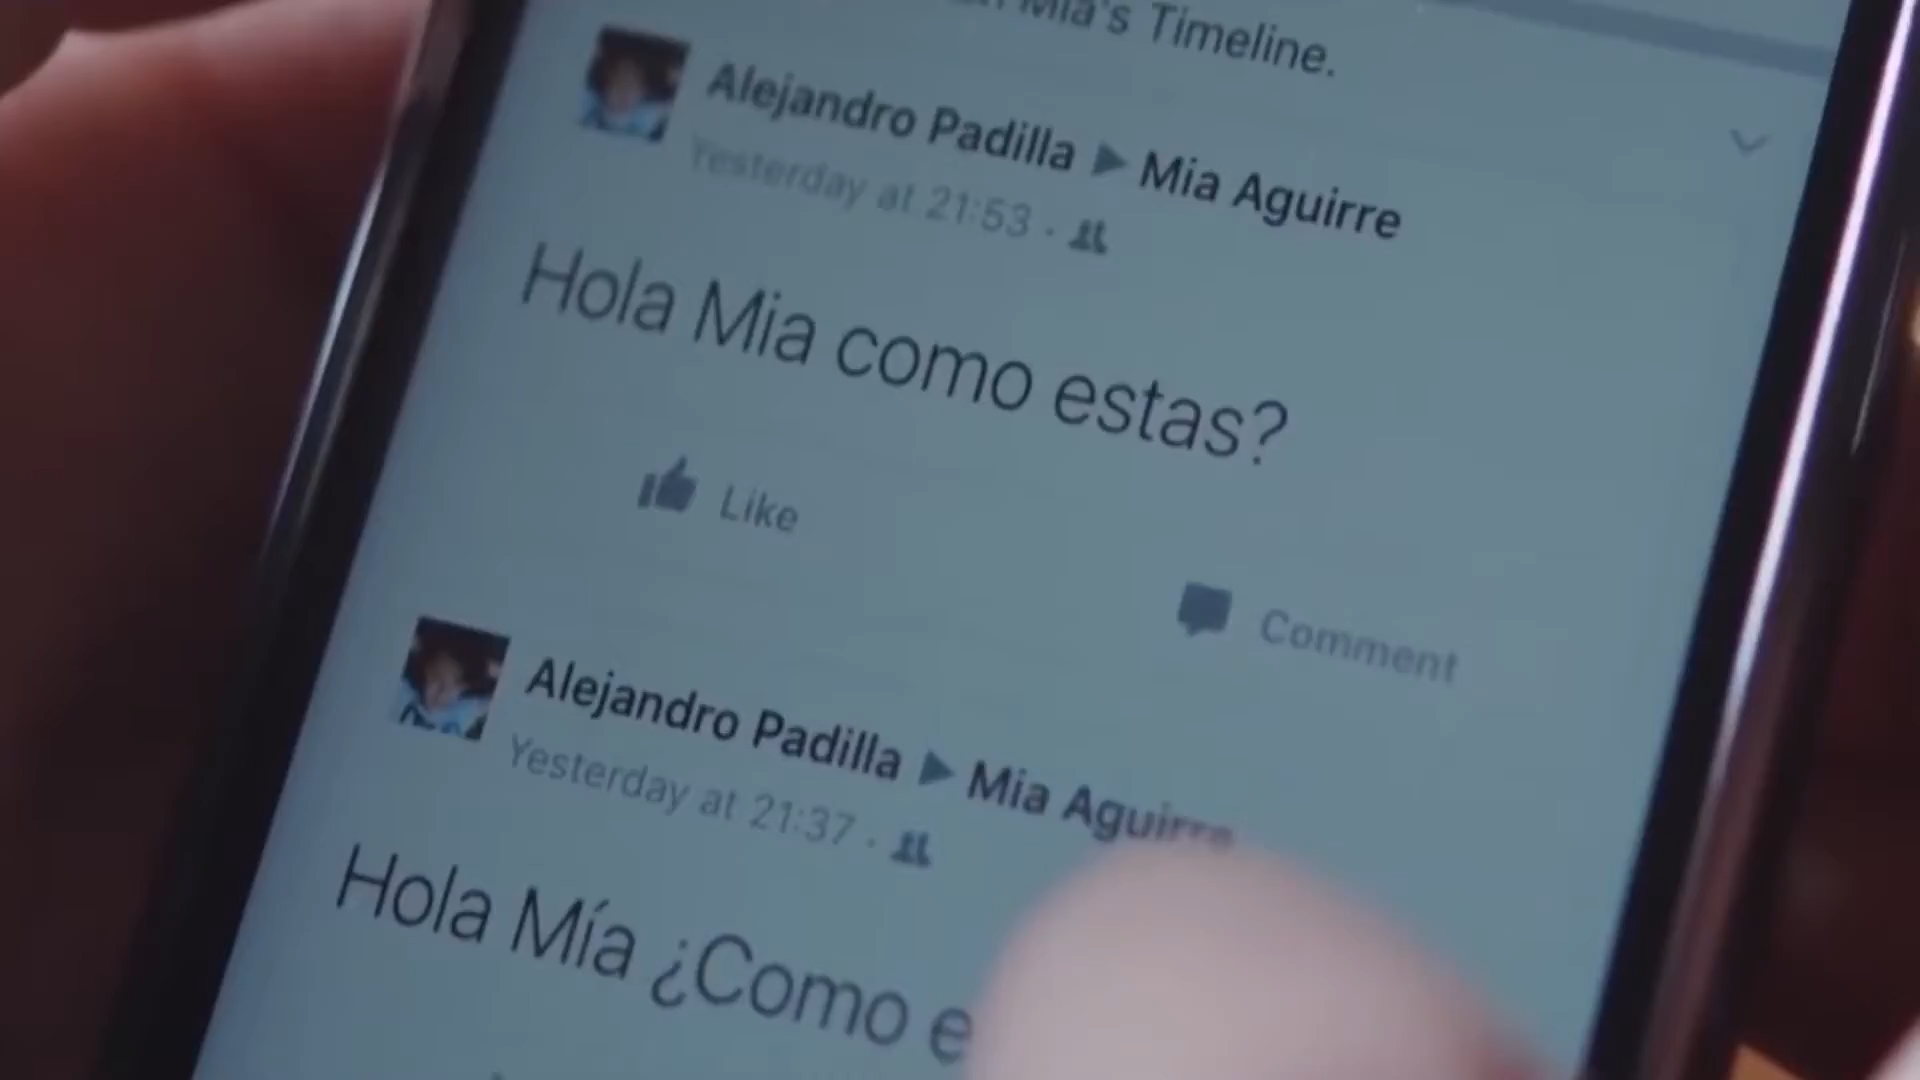 Mia's Timeline.
Alejandro Padilla ▶ Mia Aguirre
Yesterday at 21:53 ·
Hola Mia como estas?
Like
Comment
Alejandro Padilla ▶ Mia Aguirre
Yesterday at 21:37 ·
Hola Mía ¿Como e